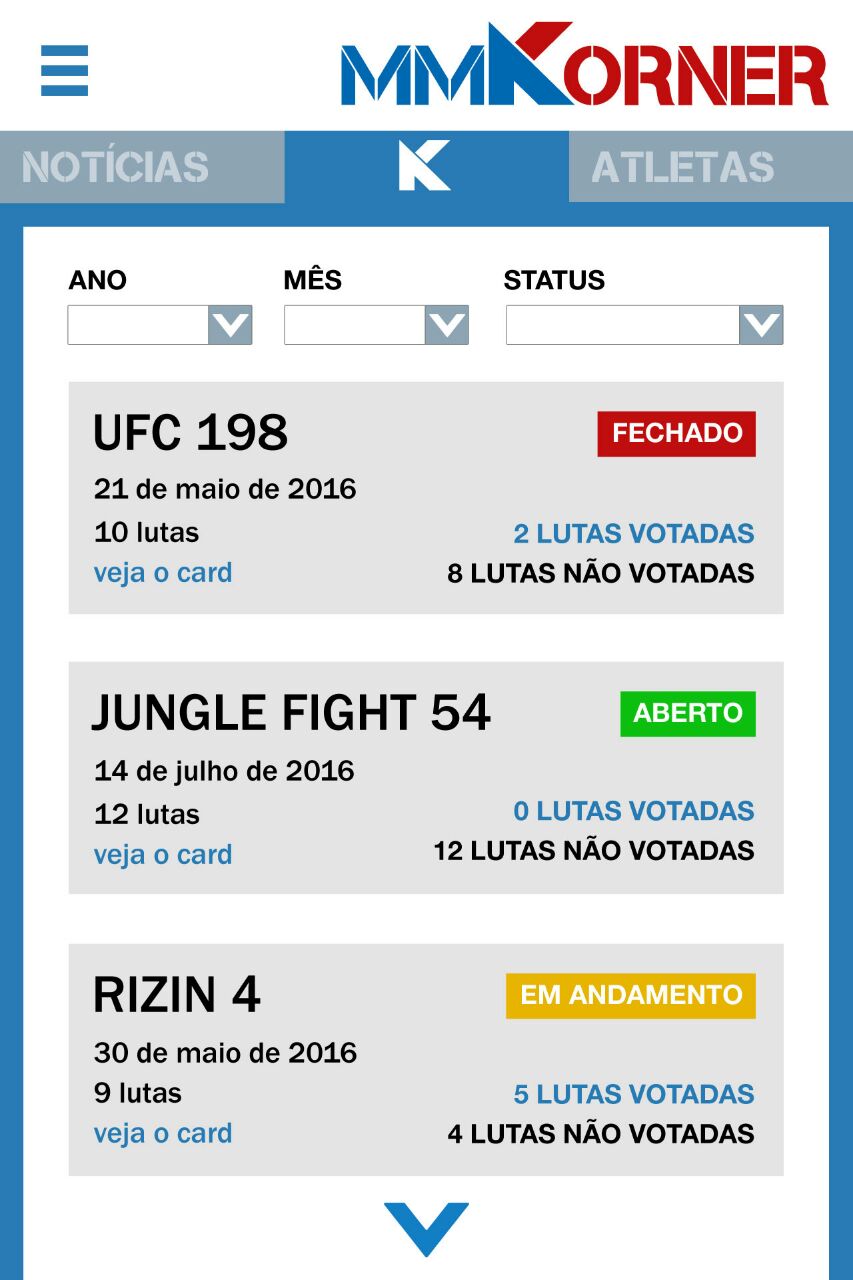 MMKORNER
NOTÍCIAS
K
ATLETAS
ANO
MÊS
STATUS
UFC 198
FECHADO
21 de maio de 2016
10 lutas
2 LUTAS VOTADAS
veja o card
8 LUTAS NÃO VOTADAS
JUNGLE FIGHT 54
ABERTO
14 de julho de 2016
12 lutas
0 LUTAS VOTADAS
veja o card
12 LUTAS NÃO VOTADAS
RIZIN 4
EM ANDAMENTO
30 de maio de 2016
9 lutas
5 LUTAS VOTADAS
veja o card
4 LUTAS NÃO VOTADAS